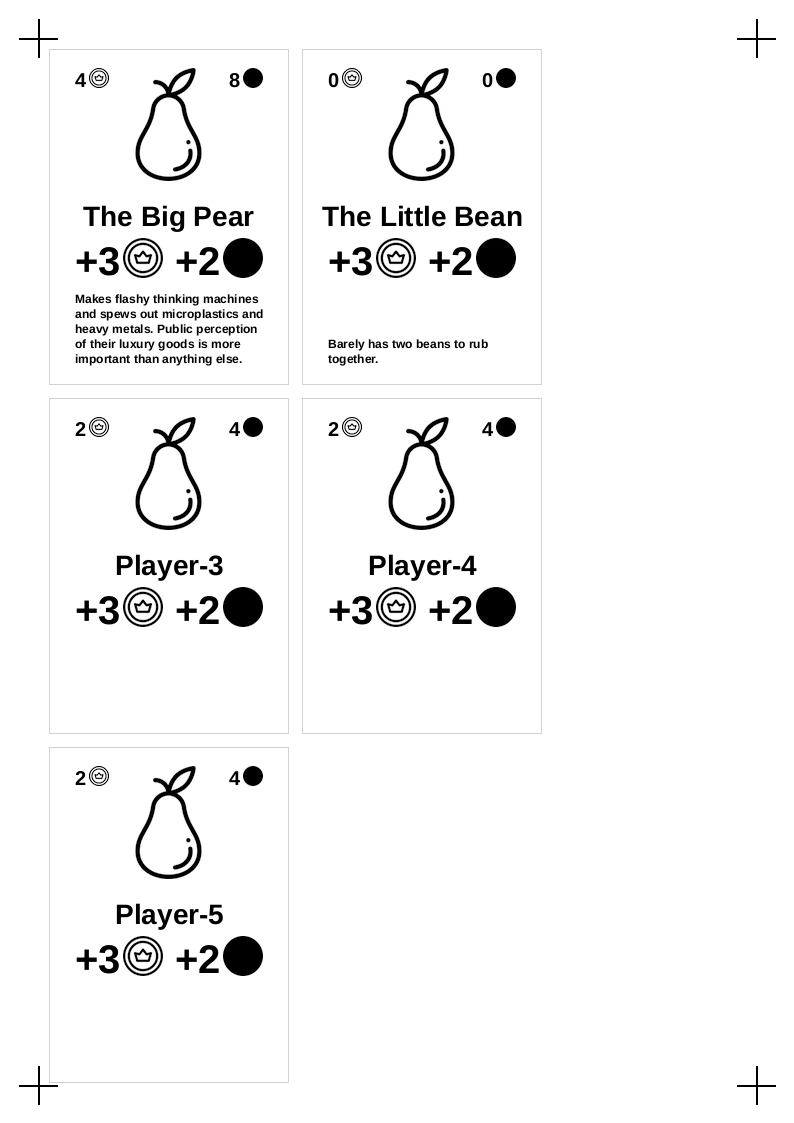 4 8
The Big Pear
+3 +2
Makes flashy thinking machines
and spews out microplastics and
heavy metals. Public perception
of their luxury goods is more
important than anything else.
0 0
The Little Bean
+3 +2
Barely has two beans to rub
together.
2 4
Player-3
+3 +2
2 4
Player-4
+3 +2
2 4
Player-5
+3 +2